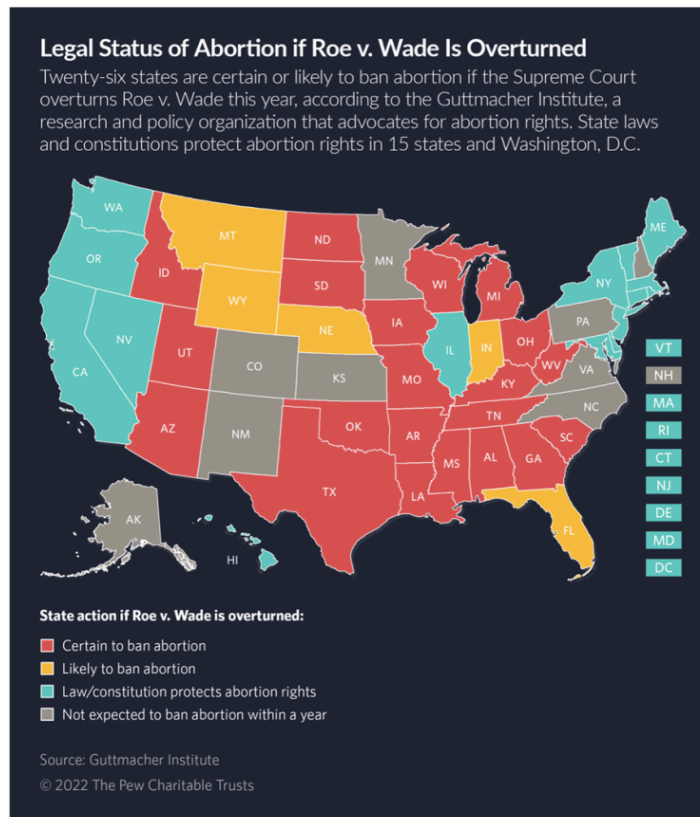 Legal Status of Abortion if Roe v. Wade Is Overturned
Twenty-six states are certain or likely to ban abortion if the Supreme Court
overturns Roe v. Wade this year, according to the Guttmacher Institute, a
research and policy organization that advocates for abortion rights. State laws
and constitutions protect abortion rights in 15 states and Washington, D.C.
WA
OR
CA
NV
ID
MT
WY
UT
AZ
CO
NM
ND
SD
NE
KS
OK
TX
MN
IA
MO
AR
LA
WI
IL
MI
IN
OH
KY
TN
MS
AL
GA
FL
SC
NC
VA
WV
PA
NY
ME
AK
HI
VT
NH
MA
RI
CT
NJ
DE
MD
DC
State action if Roe v. Wade is overturned:
Certain to ban abortion
Likely to ban abortion
Law/constitution protects abortion rights
Not expected to ban abortion within a year
Source: Guttmacher Institute
© 2022 The Pew Charitable Trusts